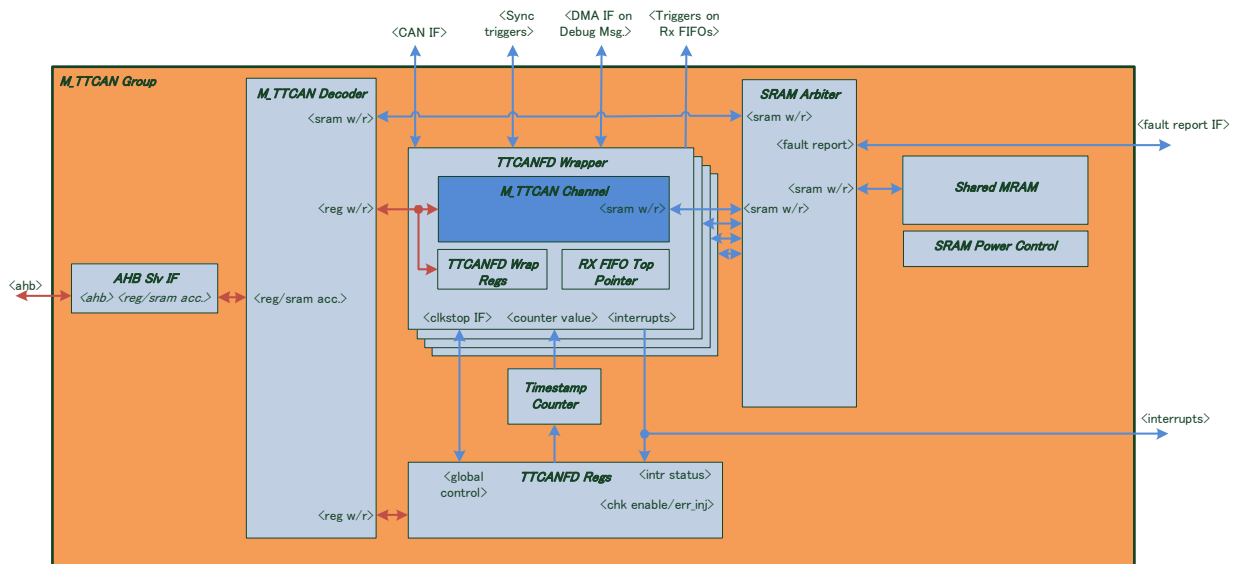 <CAN IF>
<Sync
triggers>
<DMA IF on
Debug Msg.>
<Triggers on
Rx FIFOs>
M_TTCAN Group
M_TTCAN Decoder
<sram w/r>
<reg w/r>
<reg/sram acc.>
<reg w/r>
<ahb>
AHB Slv IF
<ahb> <reg/sram acc.>
TTCANFD Wrapper
M_TTCAN Channel
<sram w/r>
TTCANFD Wrap
Regs
RX FIFO Top
Pointer
<clkstop IF>
<counter value>
<interrupts>
Timestamp
Counter
<global
control>
TTCANFD Regs
<intr status>
<chk enable/err_inj>
SRAM Arbiter
<sram w/r>
<fault report>
<sram w/r>
<sram w/r>
Shared MRAM
SRAM Power Control
<fault report IF>
<interrupts>